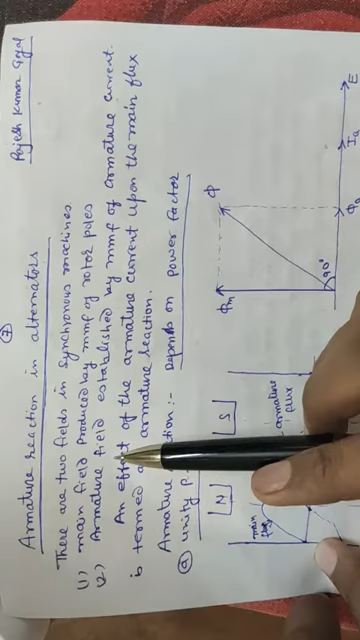 7
Rajesh Kumar Goyal
Armature reaction in alternators
There are two fields in synchronous machines
(1) main field produced by mmf of rotor poles
(2) Armature field established by mmf of armature current.
An effect of the armature current upon the main flux
is termed armature reaction.
Armature :- Depends on power factor
(a) unity P.
N
S
main flux
armature flux
Φm
Φ
90°
Φa
Ia
E